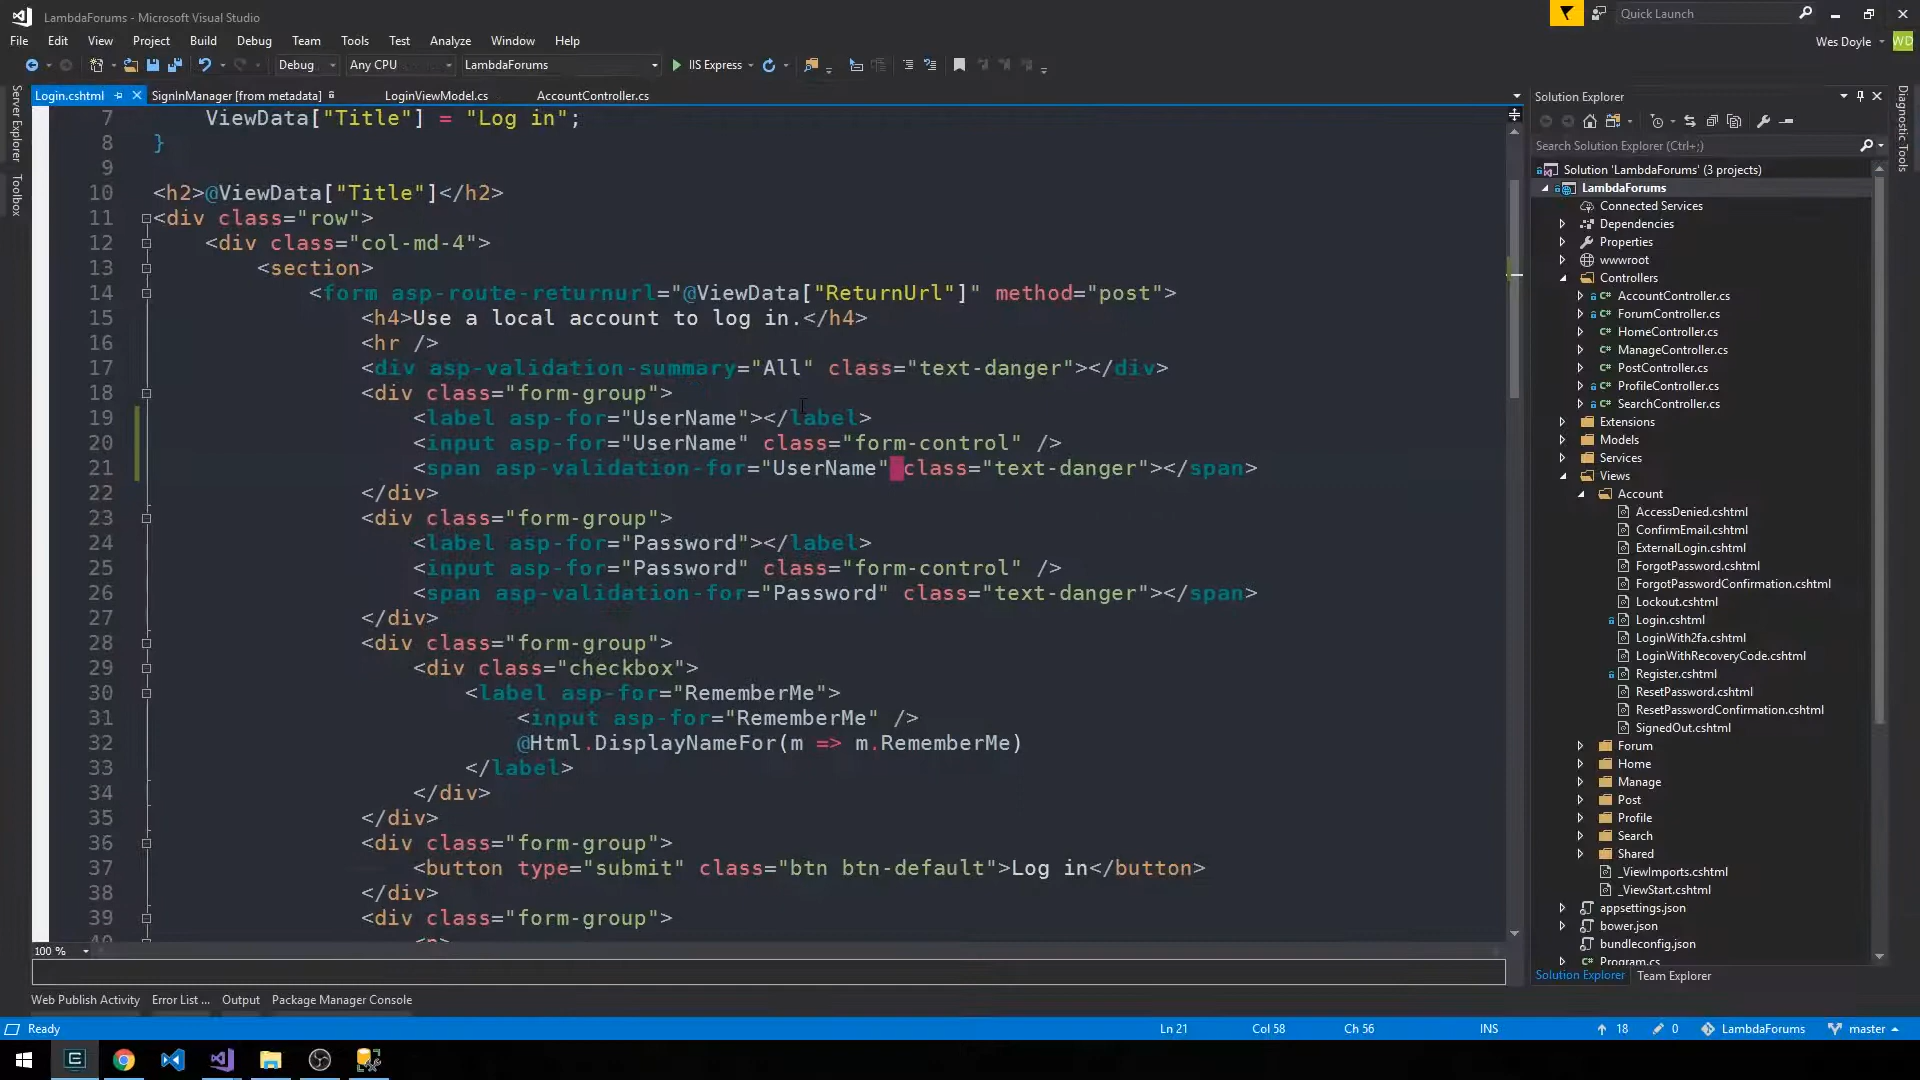 LambdaForums - Microsoft Visual Studio
Quick Launch
File Edit View Project Build Debug Team Tools Test Analyze Window Help
Wes Doyle WD
Debug Any CPU LambdaForums IIS Express
Server Explorer
Toolbox
Login.cshtml SignInManager [from metadata] LoginViewModel.cs AccountController.cs
7 ViewData["Title"] = "Log in";
8 }
9
10 <h2>@ViewData["Title"]</h2>
11 <div class="row">
12 <div class="col-md-4">
13 <section>
14 <form asp-route-returnurl="@ViewData["ReturnUrl"]" method="post">
15 <h4>Use a local account to log in.</h4>
16 <hr />
17 <div asp-validation-summary="All" class="text-danger"></div>
18 <div class="form-group">
19 <label asp-for="UserName"></label>
20 <input asp-for="UserName" class="form-control" />
21 <span asp-validation-for="UserName" class="text-danger"></span>
22 </div>
23 <div class="form-group">
24 <label asp-for="Password"></label>
25 <input asp-for="Password" class="form-control" />
26 <span asp-validation-for="Password" class="text-danger"></span>
27 </div>
28 <div class="form-group">
29 <div class="checkbox">
30 <label asp-for="RememberMe">
31 <input asp-for="RememberMe" />
32 @Html.DisplayNameFor(m => m.RememberMe)
33 </label>
34 </div>
35 </div>
36 <div class="form-group">
37 <button type="submit" class="btn btn-default">Log in</button>
38 </div>
39 <div class="form-group">
40 <p>
100 %
Solution Explorer
Search Solution Explorer (Ctrl+;)
Solution 'LambdaForums' (3 projects)
LambdaForums
Connected Services
Dependencies
Properties
wwwroot
Controllers
C# AccountController.cs
C# ForumController.cs
C# HomeController.cs
C# ManageController.cs
C# PostController.cs
C# ProfileController.cs
C# SearchController.cs
Extensions
Models
Services
Views
Account
AccessDenied.cshtml
ConfirmEmail.cshtml
ExternalLogin.cshtml
ForgotPassword.cshtml
ForgotPasswordConfirmation.cshtml
Lockout.cshtml
Login.cshtml
LoginWith2fa.cshtml
LoginWithRecoveryCode.cshtml
Register.cshtml
ResetPassword.cshtml
ResetPasswordConfirmation.cshtml
SignedOut.cshtml
Forum
Home
Manage
Post
Profile
Search
Shared
_ViewImports.cshtml
_ViewStart.cshtml
appsettings.json
bower.json
bundleconfig.json
C# Program.cs
Solution Explorer Team Explorer
Diagnostic Tools
Web Publish Activity Error List ... Output Package Manager Console
Ready Ln 21 Col 58 Ch 56 INS 18 0 LambdaForums master